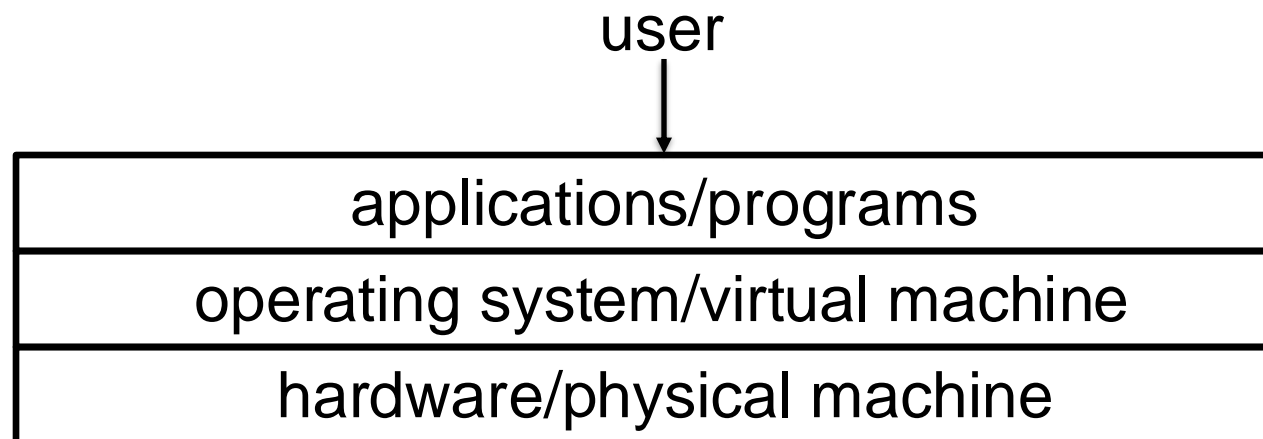 user
applications/programs
operating system/virtual machine
hardware/physical machine